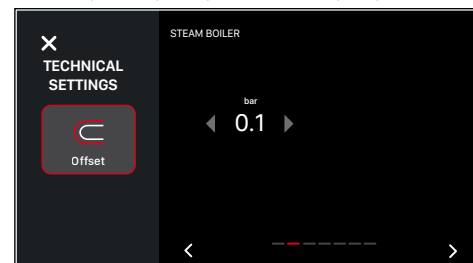 TECHNICAL
SETTINGS
Offset
STEAM BOILER
bar
0.1